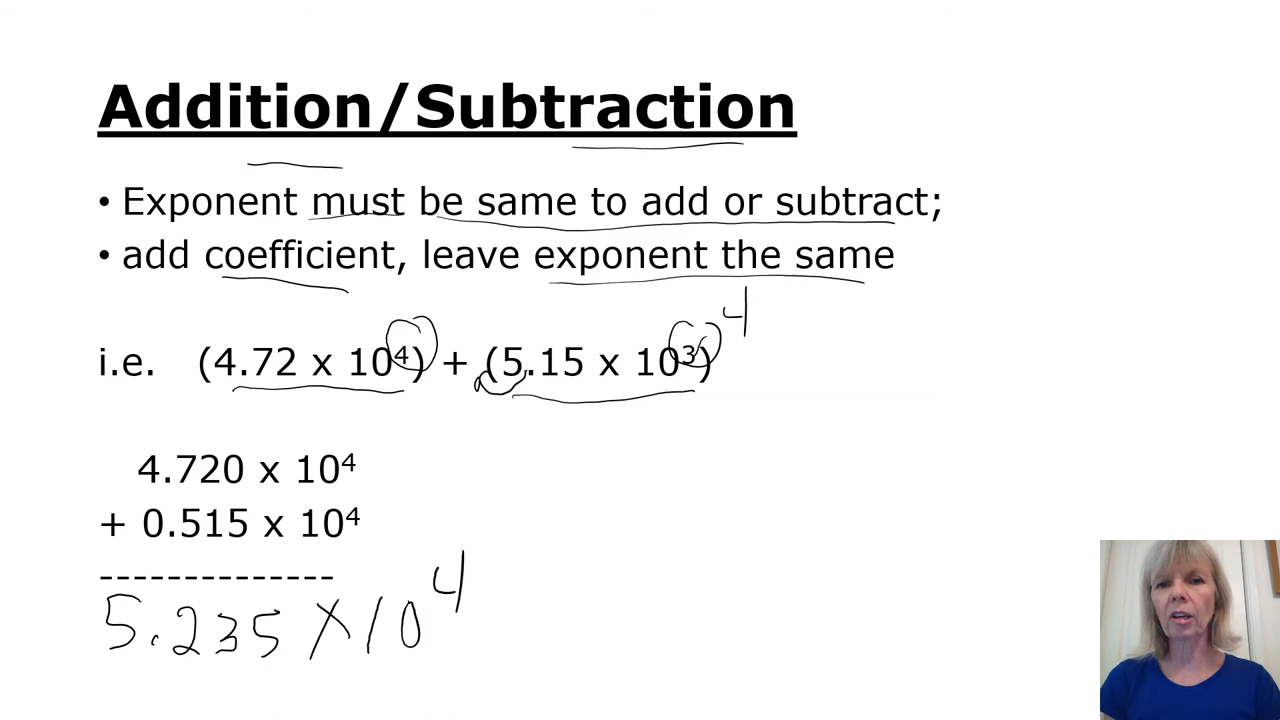 Addition/Subtraction
• Exponent must be same to add or subtract;
• add coefficient, leave exponent the same
4
i.e. (4.72 x 10⁴) + (5.15 x 10³)
4.720 x 10⁴
+ 0.515 x 10⁴
--------------
5.235 X 10⁴